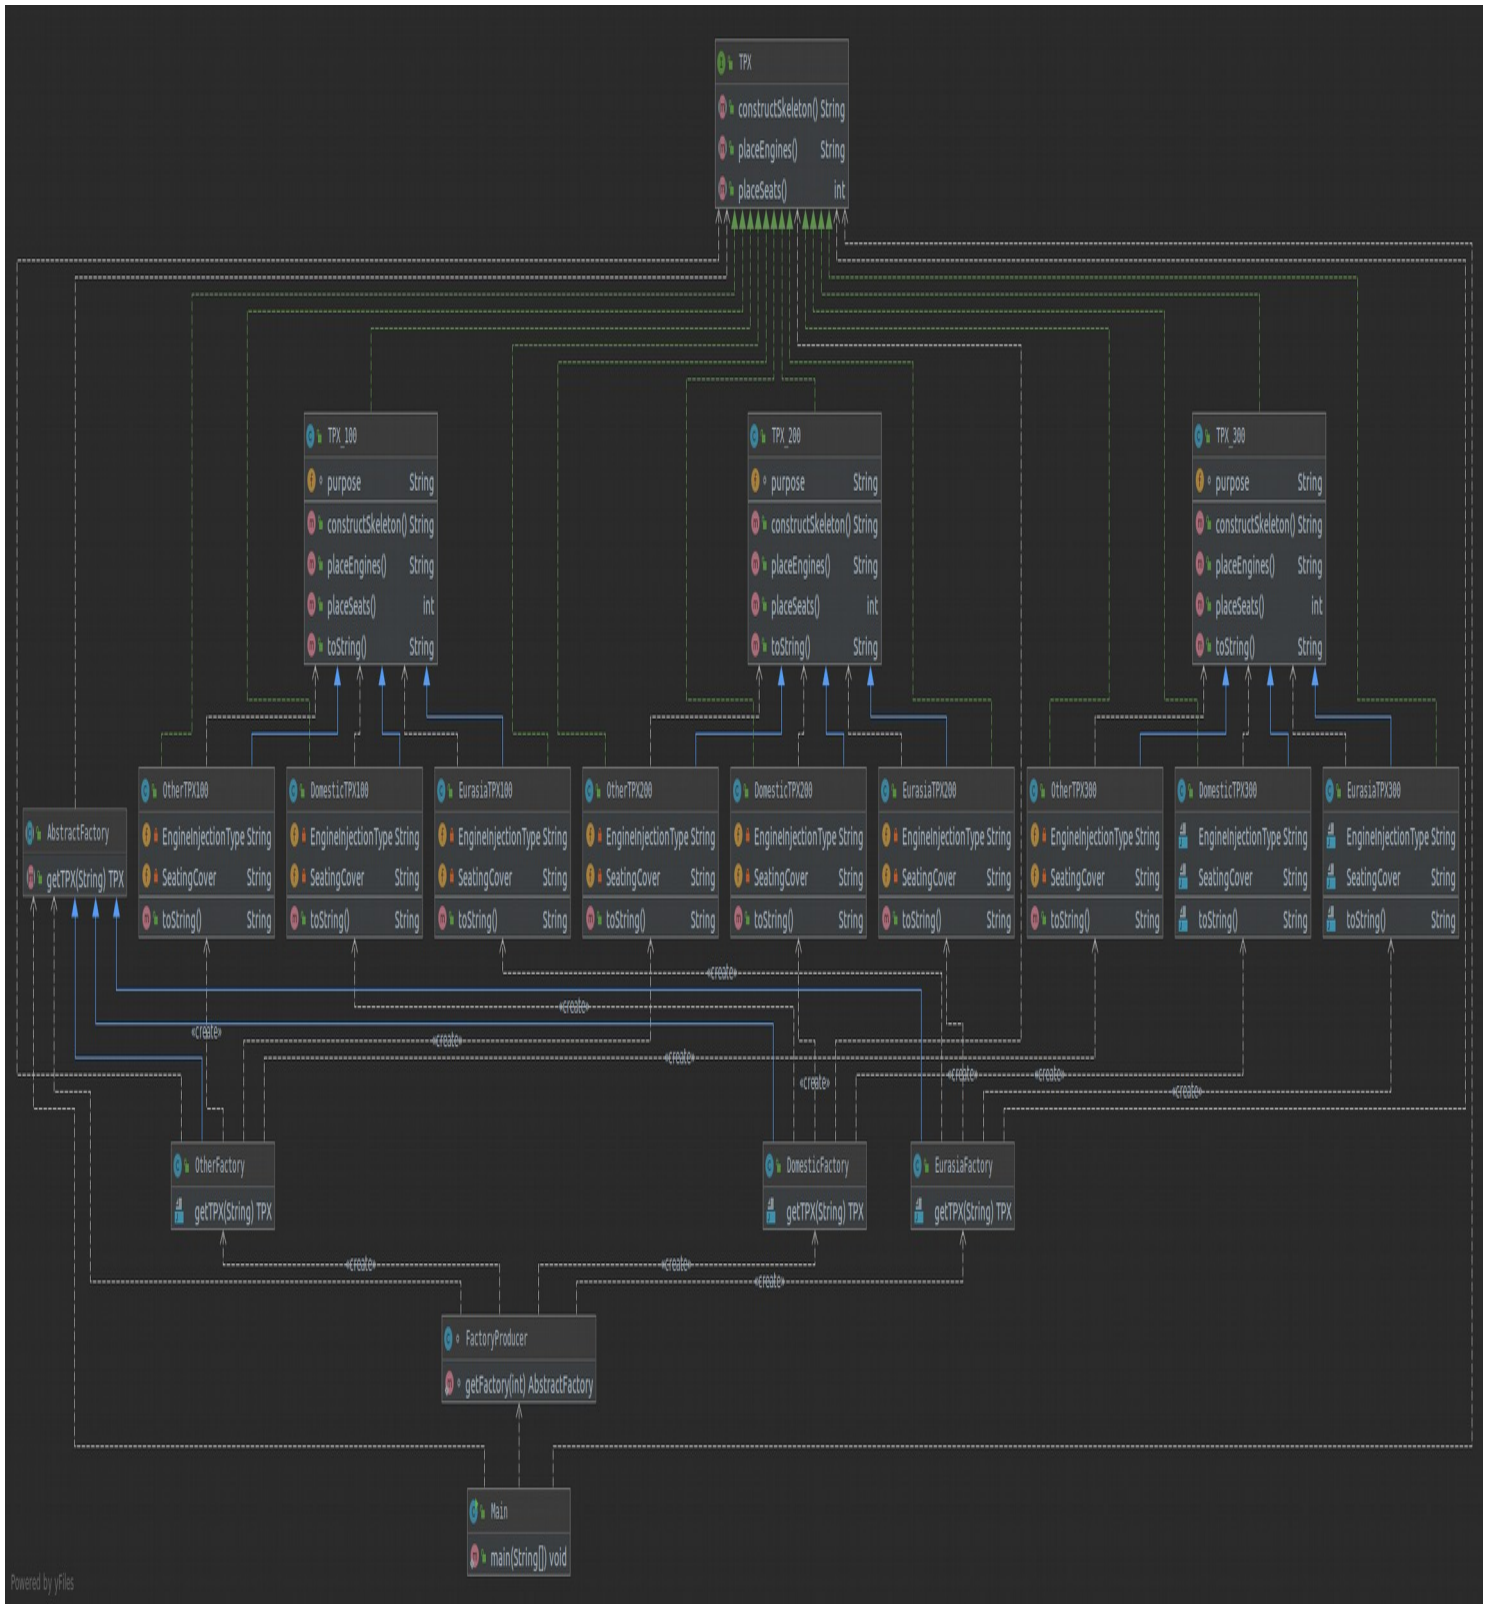 TPX
constructSkeleton() String
placeEngines() String
placeSeats() int
TPX_100
purpose String
constructSkeleton() String
placeEngines() String
placeSeats() int
toString() String
TPX_200
purpose String
constructSkeleton() String
placeEngines() String
placeSeats() int
toString() String
TPX_300
purpose String
constructSkeleton() String
placeEngines() String
placeSeats() int
toString() String
AbstractFactory
getTPX(String) TPX
OtherTPX100
EngineInjectionType String
SeatingCover String
toString() String
DomesticTPX100
EngineInjectionType String
SeatingCover String
toString() String
EurasiaTPX100
EngineInjectionType String
SeatingCover String
toString() String
OtherTPX200
EngineInjectionType String
SeatingCover String
toString() String
DomesticTPX200
EngineInjectionType String
SeatingCover String
toString() String
EurasiaTPX200
EngineInjectionType String
SeatingCover String
toString() String
OtherTPX300
EngineInjectionType String
SeatingCover String
toString() String
DomesticTPX300
EngineInjectionType String
SeatingCover String
toString() String
EurasiaTPX300
EngineInjectionType String
SeatingCover String
toString() String
«create»
«create»
«create»
«create»
«create»
«create»
«create»
«create»
«create»
OtherFactory
getTPX(String) TPX
DomesticFactory
getTPX(String) TPX
EurasiaFactory
getTPX(String) TPX
«create»
«create»
«create»
FactoryProducer
getFactory(int) AbstractFactory
Main
main(String[]) void
Powered by yFiles